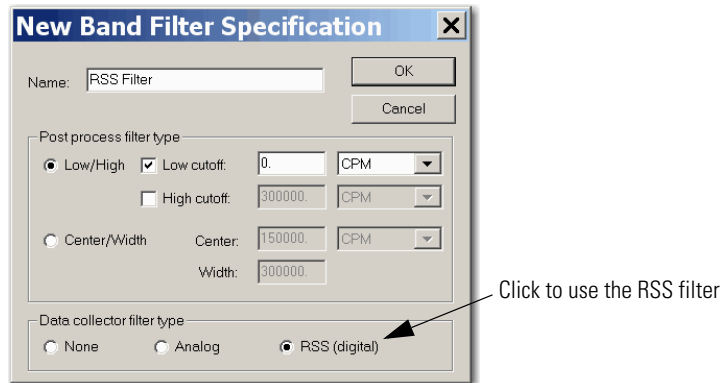 New Band Filter Specification
Name: RSS Filter
OK
Cancel
Post process filter type
Low/High Low cutoff: 0. CPM
High cutoff: 300000. CPM
Center/Width Center: 150000. CPM
Width: 300000.
Click to use the RSS filter
Data collector filter type
None Analog RSS (digital)